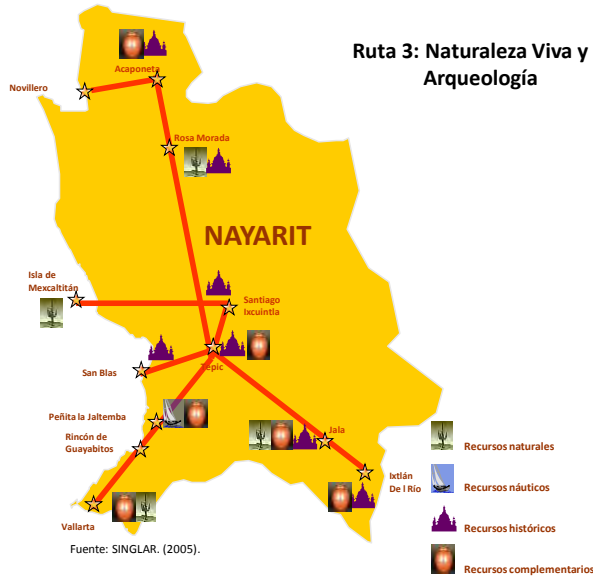 Ruta 3: Naturaleza Viva y
Arqueología
Acaponeta
Novillero
Rosa Morada
NAYARIT
Isla de
Mexcaltitán
Santiago
Ixcuintla
Tepic
San Blas
Peñita la Jaltemba
Rincón de
Guayabitos
Jala
Ixtlán
De l Río
Vallarta
Recursos naturales
Recursos náuticos
Recursos históricos
Recursos complementarios
Fuente: SINGLAR. (2005).